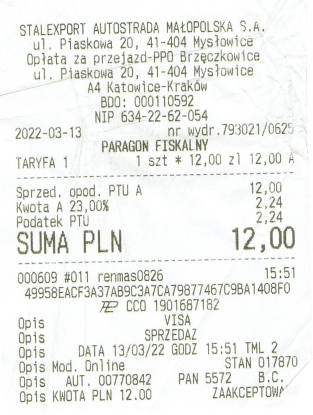 STALEXPORT AUTOSTRADA MAŁOPOLSKA S.A.
ul. Piaskowa 20, 41-404 Mysłowice
Opłata za przejazd-PPO Brzęczkowice
ul. Piaskowa 20, 41-404 Mysłowice
A4 Katowice-Kraków
BDO: 000110592
NIP 634-22-62-054
2022-03-13 nr wydr.793021/0625
PARAGON FISKALNY
TARYFA 1 1 szt * 12,00 zl 12,00 A
Sprzed. opod. PTU A 12,00
Kwota A 23,00% 2,24
Podatek PTU 2,24
SUMA PLN 12,00
000609 #011 renmas0826 15:51
49958EACF3A37AB9C3A7CA79877467C9BA1408F0
CCO 1901687182
Opis VISA
Opis SPRZEDAZ
Opis DATA 13/03/22 GODZ 15:51 TML 2
Opis Mod. Online STAN 017870
Opis AUT. 00770842 PAN 5572 B.C.
Opis KWOTA PLN 12.00 ZAAKCEPTOWA